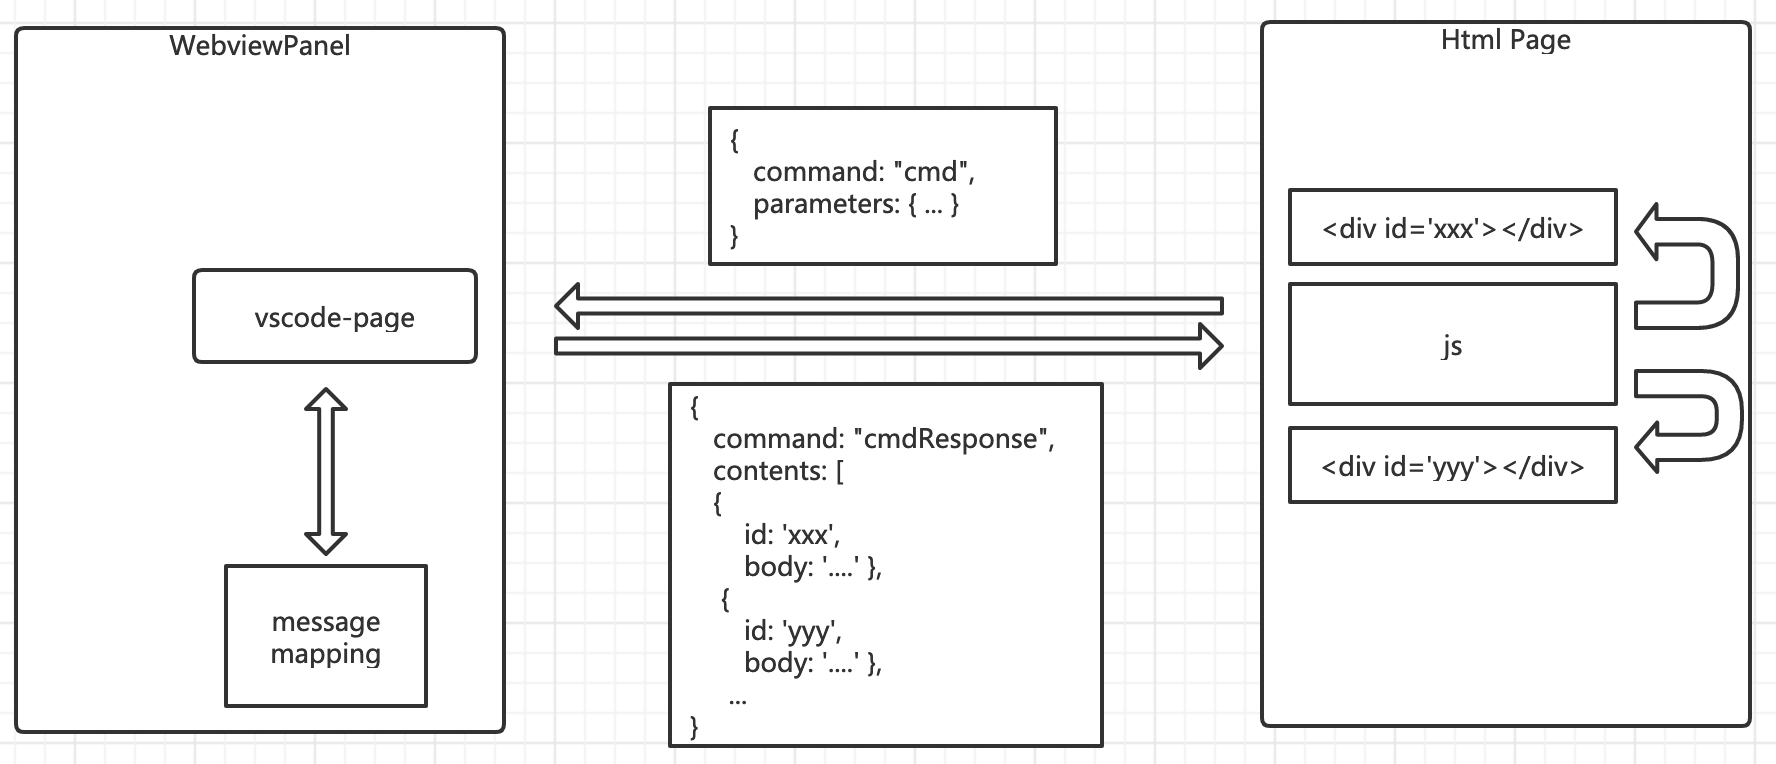 WebviewPanel
vscode-page
message
mapping
{
command: "cmd",
parameters: { ... }
}
{
command: "cmdResponse",
contents: [
{
id: 'xxx',
body: '....' },
{
id: 'yyy',
body: '....' },
...
}
Html Page
<div id='xxx'></div>
js
<div id='yyy'></div>